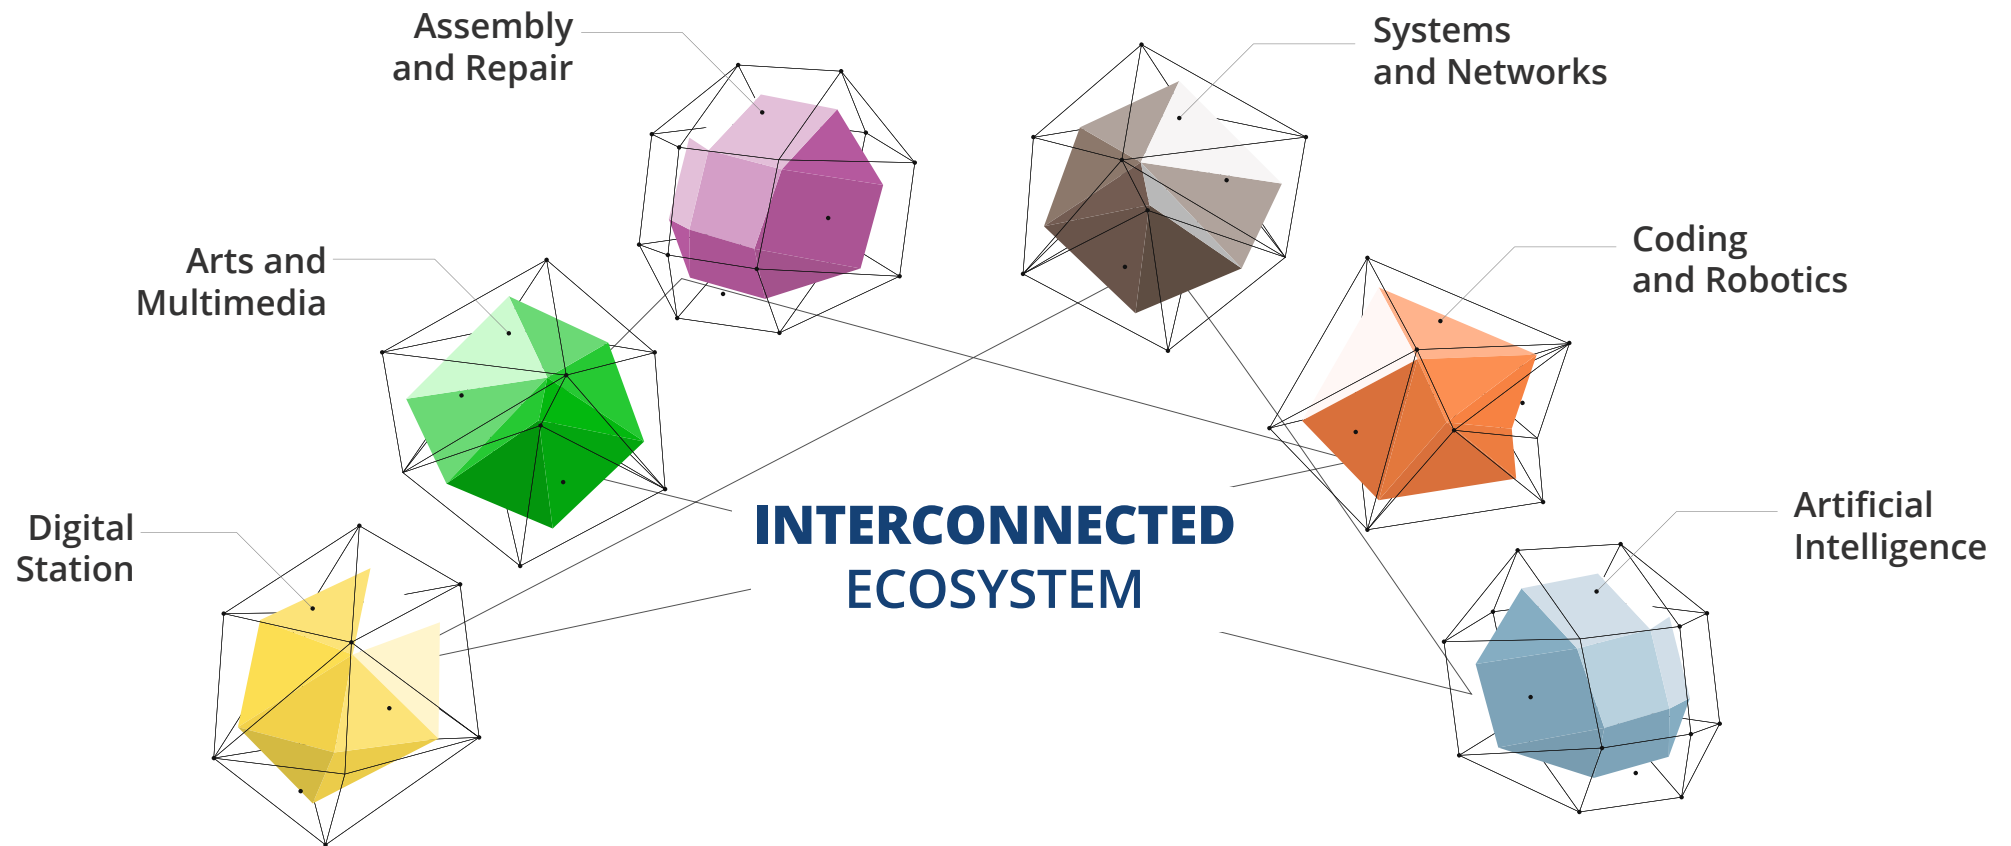 Assembly
and Repair
Systems
and Networks
Arts and
Multimedia
Coding
and Robotics
Digital
Station
INTERCONNECTED
ECOSYSTEM
Artificial
Intelligence